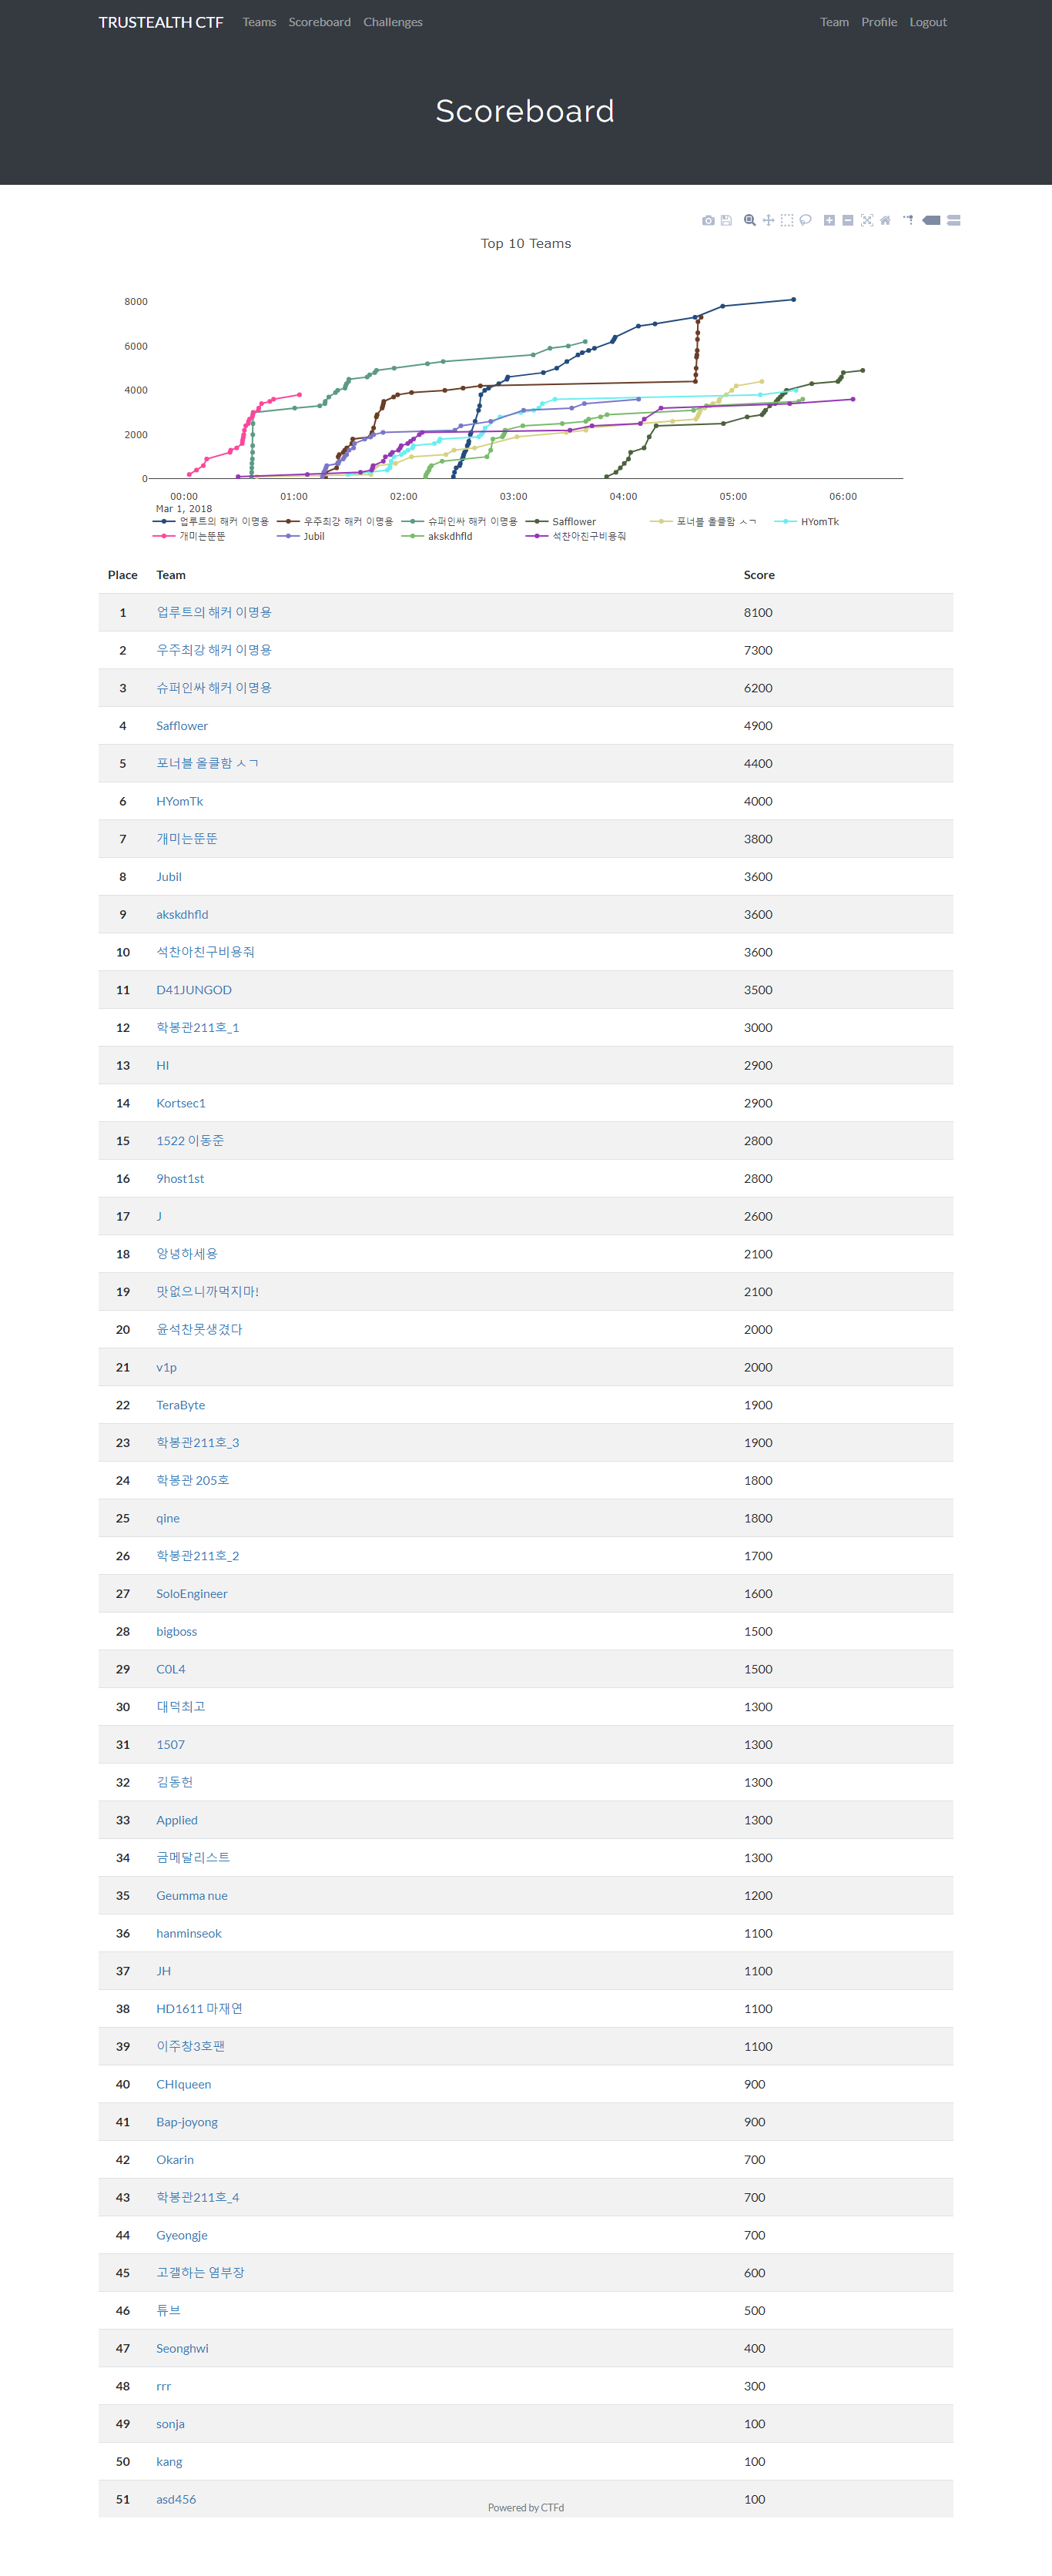 TRUSTEALTH CTF Teams Scoreboard Challenges Team Profile Logout
Scoreboard
Top 10 Teams
8000
6000
4000
2000
0
00:00 01:00 02:00 03:00 04:00 05:00 06:00
Mar 1, 2018
업루트의 해커 이명용 우주최강 해커 이명용 슈퍼인싸 해커 이명용 Safflower 포너블 올클함 ㅅㄱ HYomTk
개미는뚠뚠 Jubil akskdhfld 석찬아친구비용줘
Place Team Score
1 업루트의 해커 이명용 8100
2 우주최강 해커 이명용 7300
3 슈퍼인싸 해커 이명용 6200
4 Safflower 4900
5 포너블 올클함 ㅅㄱ 4400
6 HYomTk 4000
7 개미는뚠뚠 3800
8 Jubil 3600
9 akskdhfld 3600
10 석찬아친구비용줘 3600
11 D41JUNGOD 3500
12 학봉관211호_1 3000
13 HI 2900
14 Kortsec1 2900
15 1522 이동준 2800
16 9host1st 2800
17 J 2600
18 앙녕하세용 2100
19 맛없으니까먹지마! 2100
20 윤석찬못생겼다 2000
21 v1p 2000
22 TeraByte 1900
23 학봉관211호_3 1900
24 학봉관 205호 1800
25 qine 1800
26 학봉관211호_2 1700
27 SoloEngineer 1600
28 bigboss 1500
29 C0L4 1500
30 대덕최고 1300
31 1507 1300
32 김동헌 1300
33 Applied 1300
34 금메달리스트 1300
35 Geumma nue 1200
36 hanminseok 1100
37 JH 1100
38 HD1611 마재연 1100
39 이주창3호팬 1100
40 CHIqueen 900
41 Bap-joyong 900
42 Okarin 700
43 학봉관211호_4 700
44 Gyeongje 700
45 고갤하는 염부장 600
46 튜브 500
47 Seonghwi 400
48 rrr 300
49 sonja 100
50 kang 100
51 asd456 100
Powered by CTFd